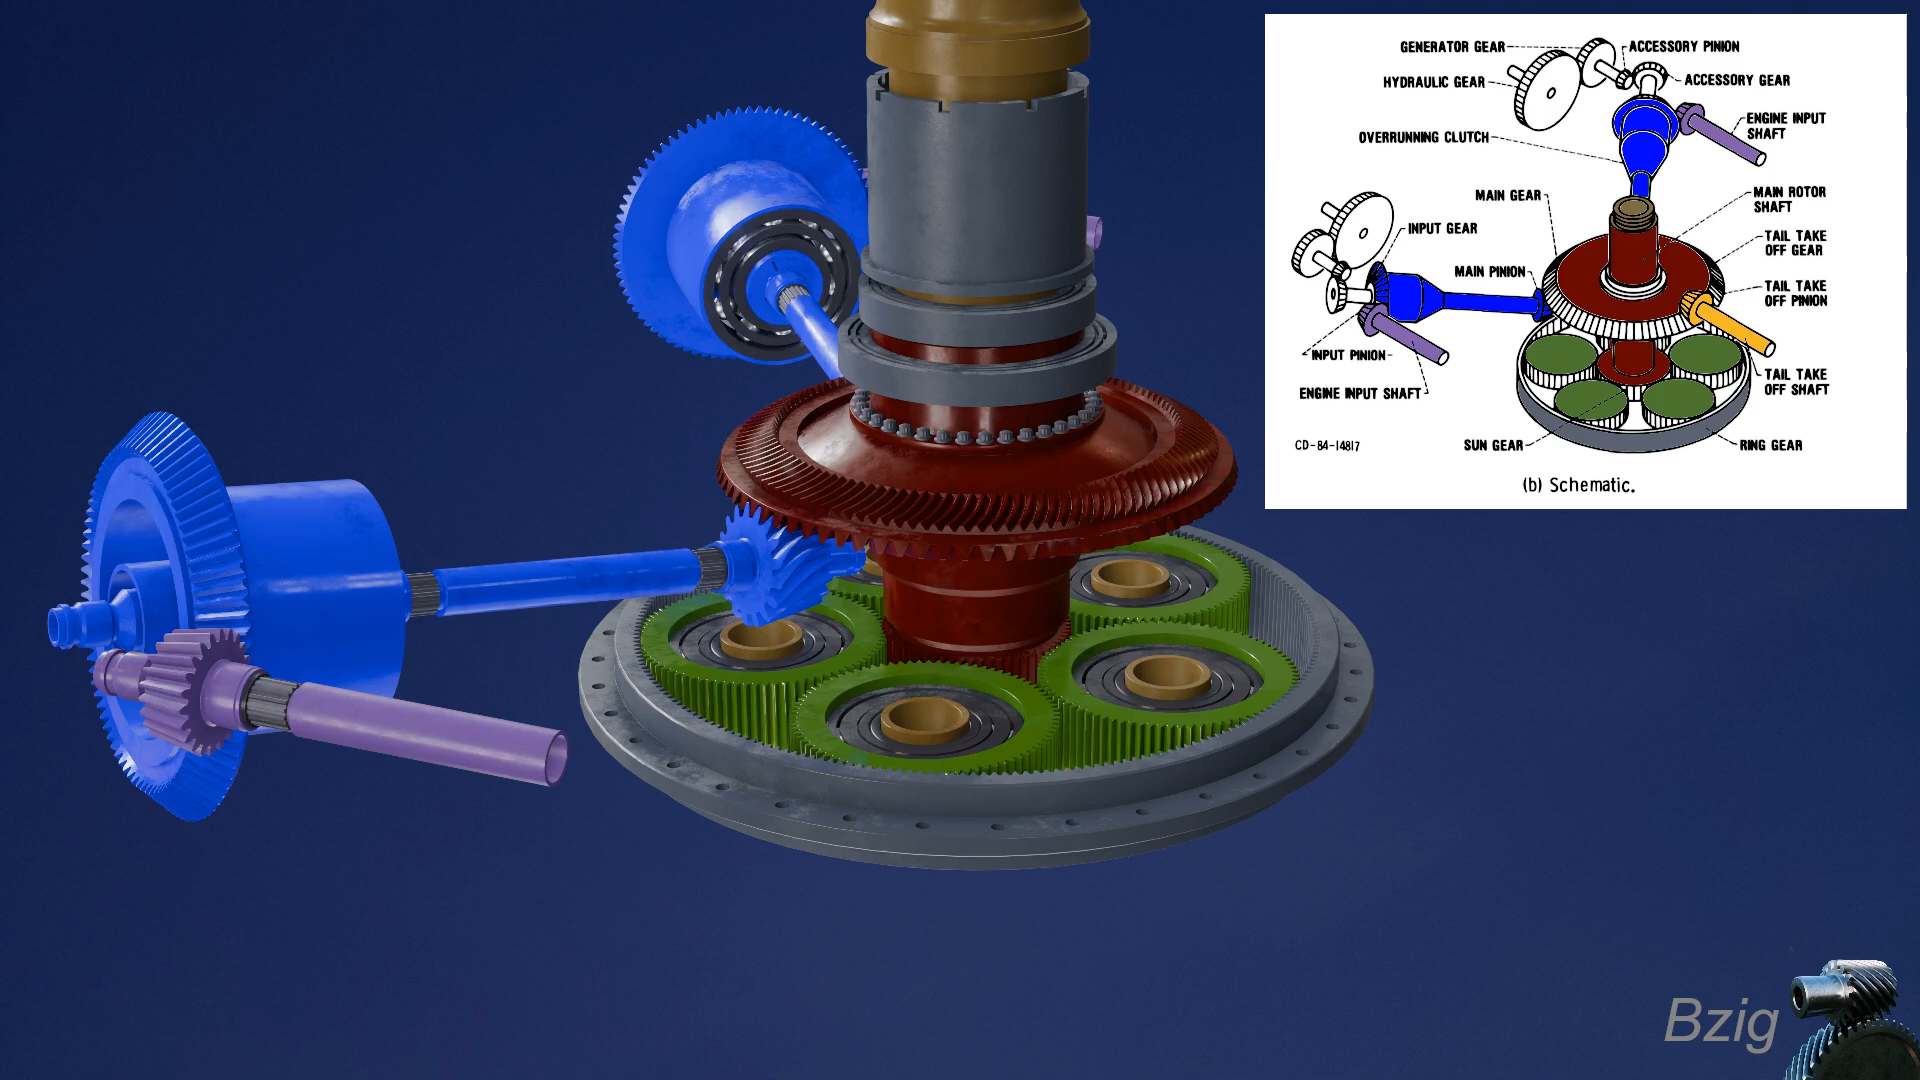 GENERATOR GEAR
ACCESSORY PINION
HYDRAULIC GEAR
ACCESSORY GEAR
ENGINE INPUT
SHAFT
OVERRUNNING CLUTCH
MAIN GEAR
MAIN ROTOR
SHAFT
INPUT GEAR
TAIL TAKE
OFF GEAR
MAIN PINION
TAIL TAKE
OFF PINION
INPUT PINION
ENGINE INPUT SHAFT
TAIL TAKE
OFF SHAFT
CD-84-14817
SUN GEAR
RING GEAR
(b) Schematic.
Bzig